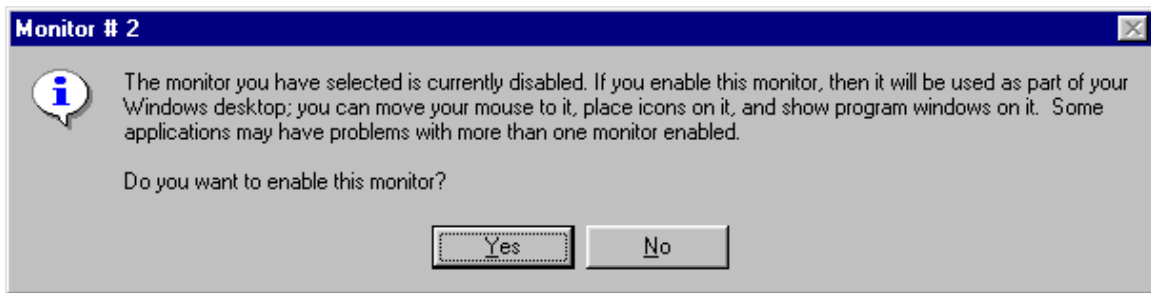 Monitor # 2
The monitor you have selected is currently disabled. If you enable this monitor, then it will be used as part of your
Windows desktop; you can move your mouse to it, place icons on it, and show program windows on it.  Some
applications may have problems with more than one monitor enabled.
Do you want to enable this monitor?
Yes No